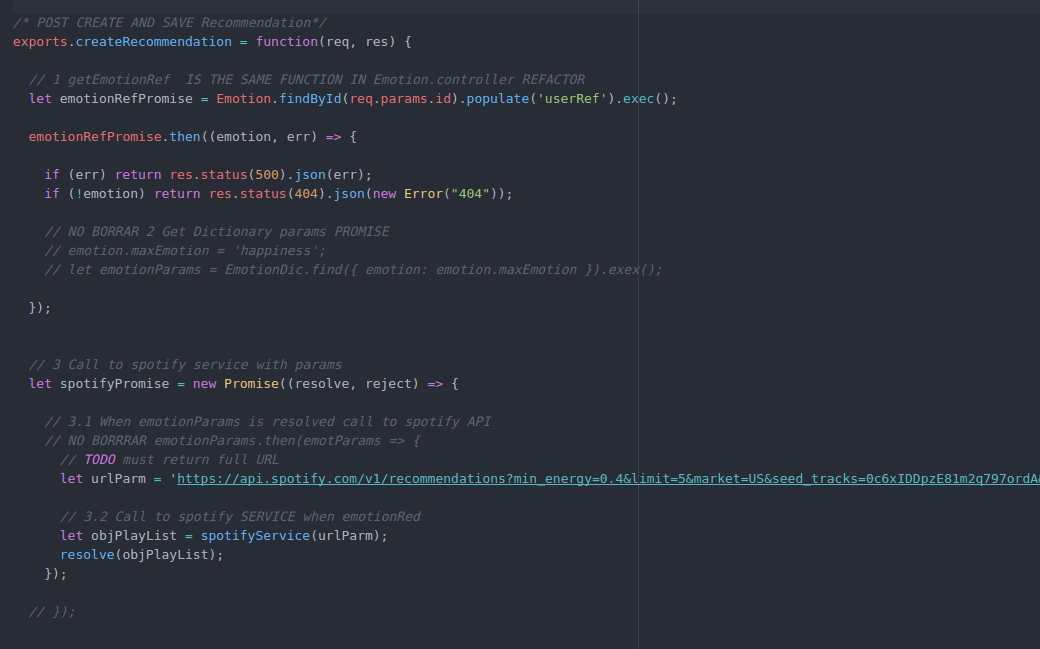 /* POST CREATE AND SAVE Recommendation*/
exports.createRecommendation = function(req, res) {
// 1 getEmotionRef  IS THE SAME FUNCTION IN Emotion.controller REFACTOR
let emotionRefPromise = Emotion.findById(req.params.id).populate('userRef').exec();
emotionRefPromise.then((emotion, err) => {
if (err) return res.status(500).json(err);
if (!emotion) return res.status(404).json(new Error("404"));
// NO BORRAR 2 Get Dictionary params PROMISE
// emotion.maxEmotion = 'happiness';
// let emotionParams = EmotionDic.find({ emotion: emotion.maxEmotion }).exex();
});
// 3 Call to spotify service with params
let spotifyPromise = new Promise((resolve, reject) => {
// 3.1 When emotionParams is resolved call to spotify API
// NO BORRRAR emotionParams.then(emotParams => {
// TODO must return full URL
let urlParm = 'https://api.spotify.com/v1/recommendations?min_energy=0.4&limit=5&market=US&seed_tracks=0c6xIDDpzE81m2q797ordA
// 3.2 Call to spotify SERVICE when emotionRed
let objPlayList = spotifyService(urlParm);
resolve(objPlayList);
});
// });